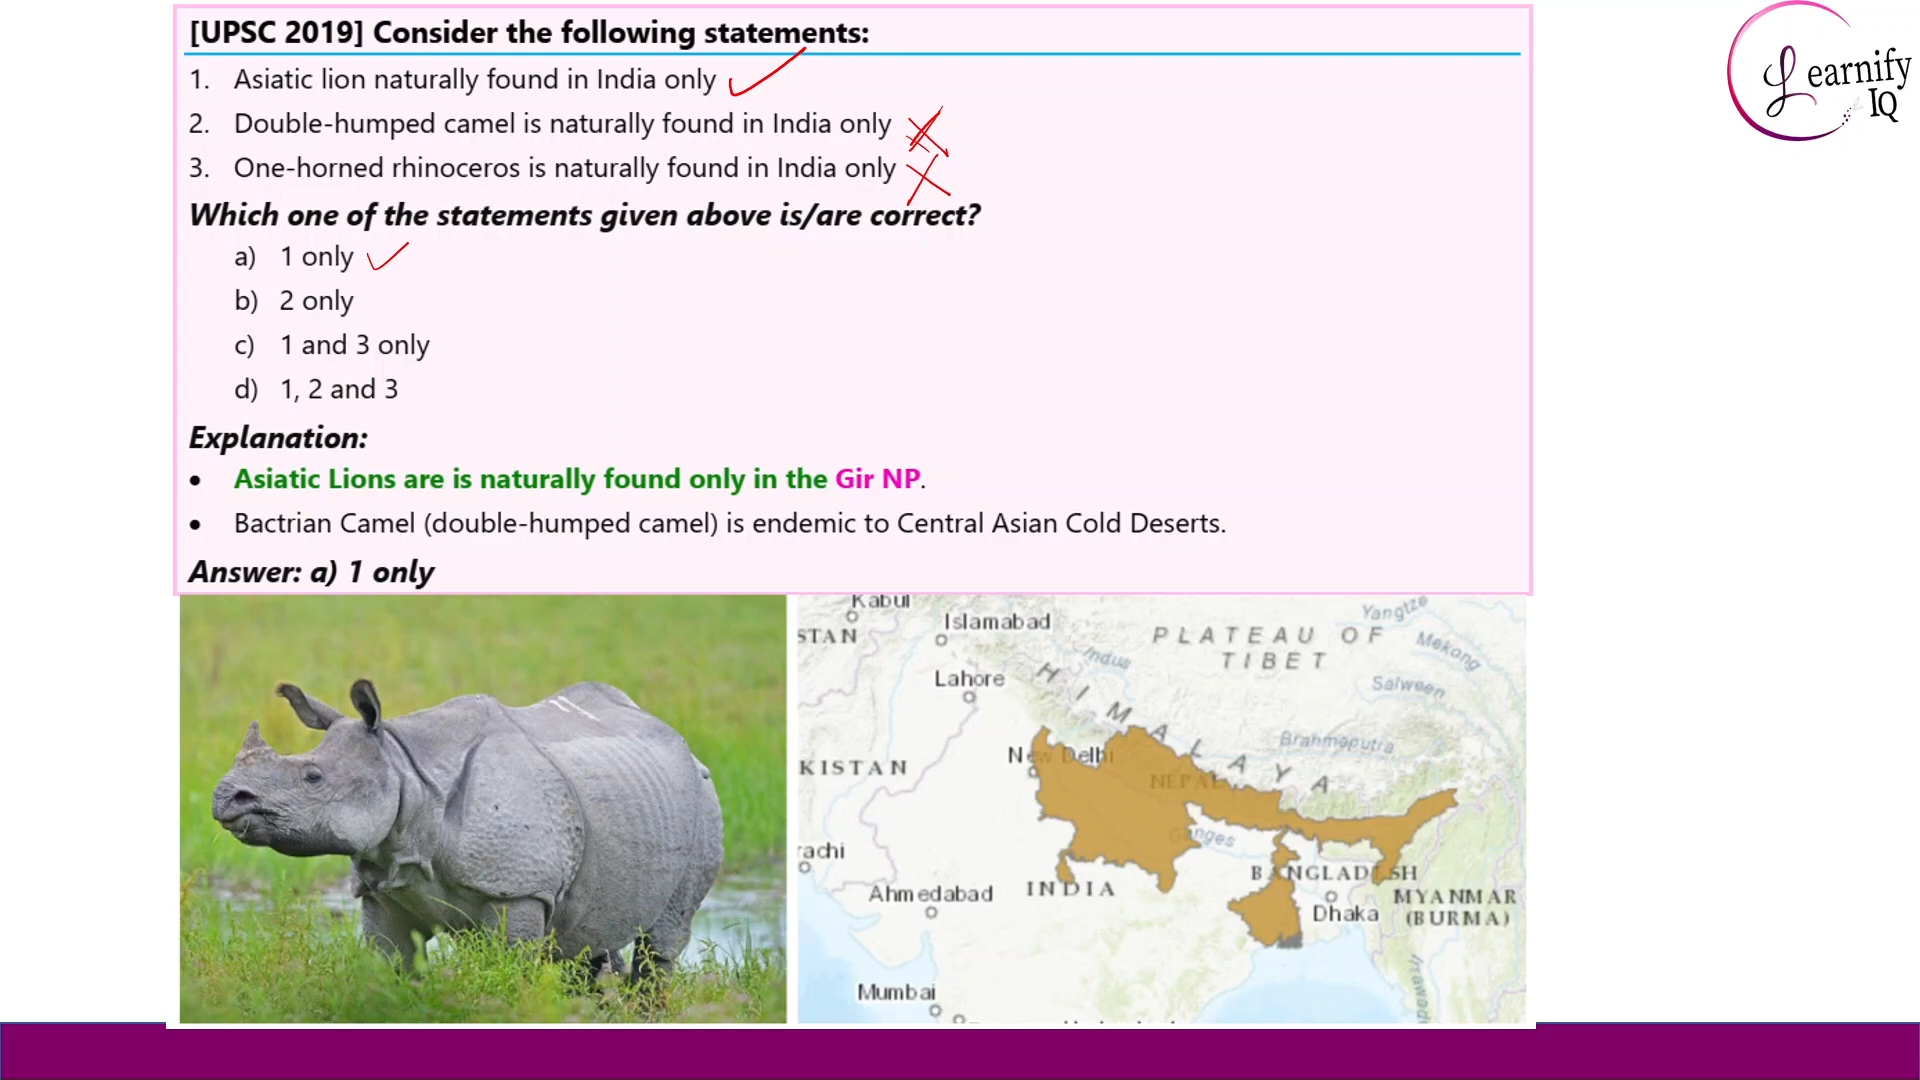 [UPSC 2019] Consider the following statements:
1. Asiatic lion naturally found in India only
2. Double-humped camel is naturally found in India only
3. One-horned rhinoceros is naturally found in India only
Which one of the statements given above is/are correct?
a) 1 only
b) 2 only
c) 1 and 3 only
d) 1, 2 and 3
Explanation:
• Asiatic Lions are is naturally found only in the Gir NP.
• Bactrian Camel (double-humped camel) is endemic to Central Asian Cold Deserts.
Answer: a) 1 only
Learnify
IQ
Kabul
Islamabad
STAN
PLATEAU OF
TIBET
Yangtze
Mekong
Indus
Salween
Lahore
HIMALAYA
Brahmaputra
New Delhi
KISTAN
NEPAL
Ganges
rachi
BANGLADESH
Ahmedabad
INDIA
Dhaka
MYANMAR
(BURMA)
Mumbai
Irrawadd